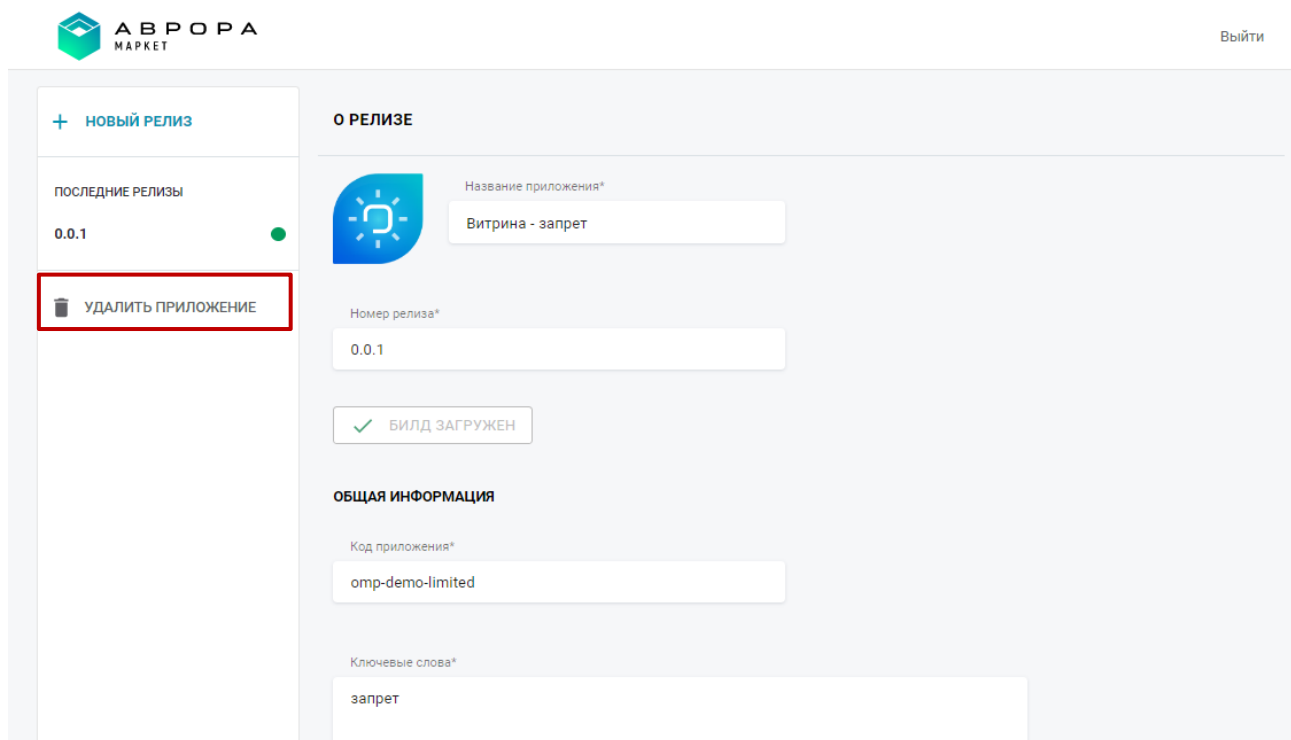 АВРОРА
МАРКЕТ
Выйти
НОВЫЙ РЕЛИЗ
ПОСЛЕДНИЕ РЕЛИЗЫ
0.0.1
УДАЛИТЬ ПРИЛОЖЕНИЕ
О РЕЛИЗЕ
Название приложения*
Витрина - запрет
Номер релиза*
0.0.1
БИЛД ЗАГРУЖЕН
ОБЩАЯ ИНФОРМАЦИЯ
Код приложения*
omp-demo-limited
Ключевые слова*
запрет